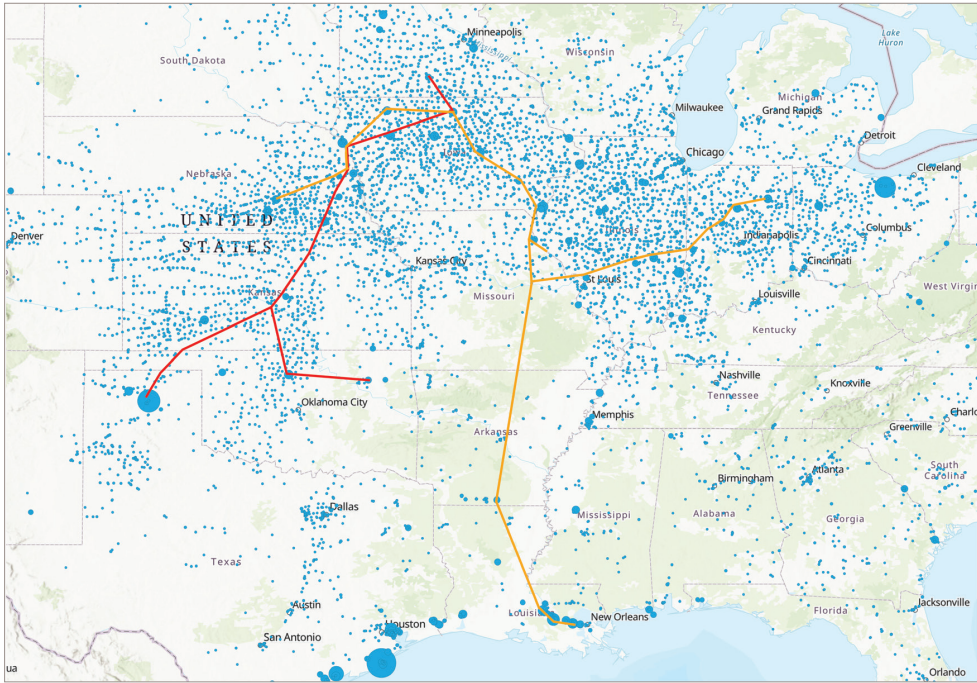 Minneapolis
Mississippi
Wisconsin
Lake
Huron
South Dakota
Michigan
Grand Rapids
Milwaukee
Detroit
Iowa
Chicago
Cleveland
Nebraska
UNITED
STATES
Denver
Illinois
Indianapolis
Columbus
Kansas City
Cincinnati
St Louis
Kansas
Missouri
Louisville
West Virgin
Kentucky
Nashville
Tennessee
Knoxville
Oklahoma City
Memphis
Charlo
Greenville
Arkansas
Atlanta
South
Carolina
Birmingham
Dallas
Mississippi
Alabama
Georgia
Texas
Austin
Louisi
New Orleans
Florida
Jacksonville
Houston
San Antonio
ua
Orlando